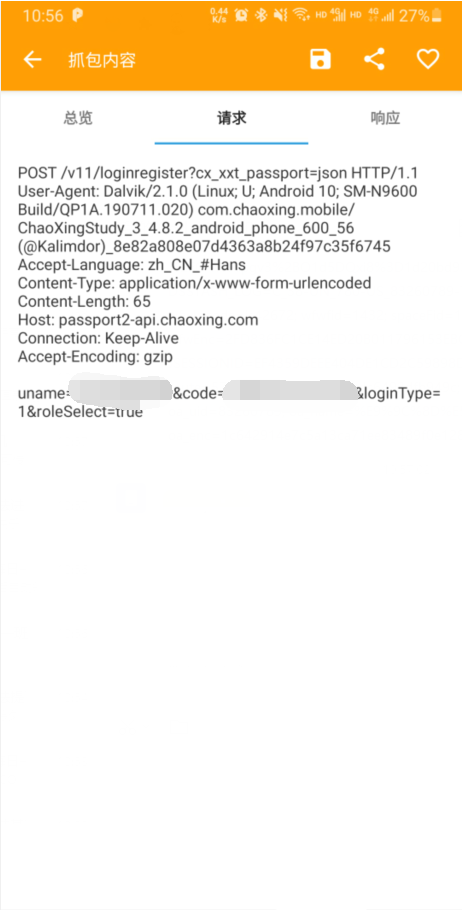 10:56
0.44 K/s HD 4G HD 4G 27%
抓包内容
总览 请求 响应
POST /v11/loginregister?cx_xxt_passport=json HTTP/1.1
User-Agent: Dalvik/2.1.0 (Linux; U; Android 10; SM-N9600
Build/QP1A.190711.020) com.chaoxing.mobile/
ChaoXingStudy_3_4.8.2_android_phone_600_56
(@Kalimdor)_8e82a808e07d4363a8b24f97c35f6745
Accept-Language: zh_CN_#Hans
Content-Type: application/x-www-form-urlencoded
Content-Length: 65
Host: passport2-api.chaoxing.com
Connection: Keep-Alive
Accept-Encoding: gzip
uname= &code= &loginType=
1&roleSelect=true